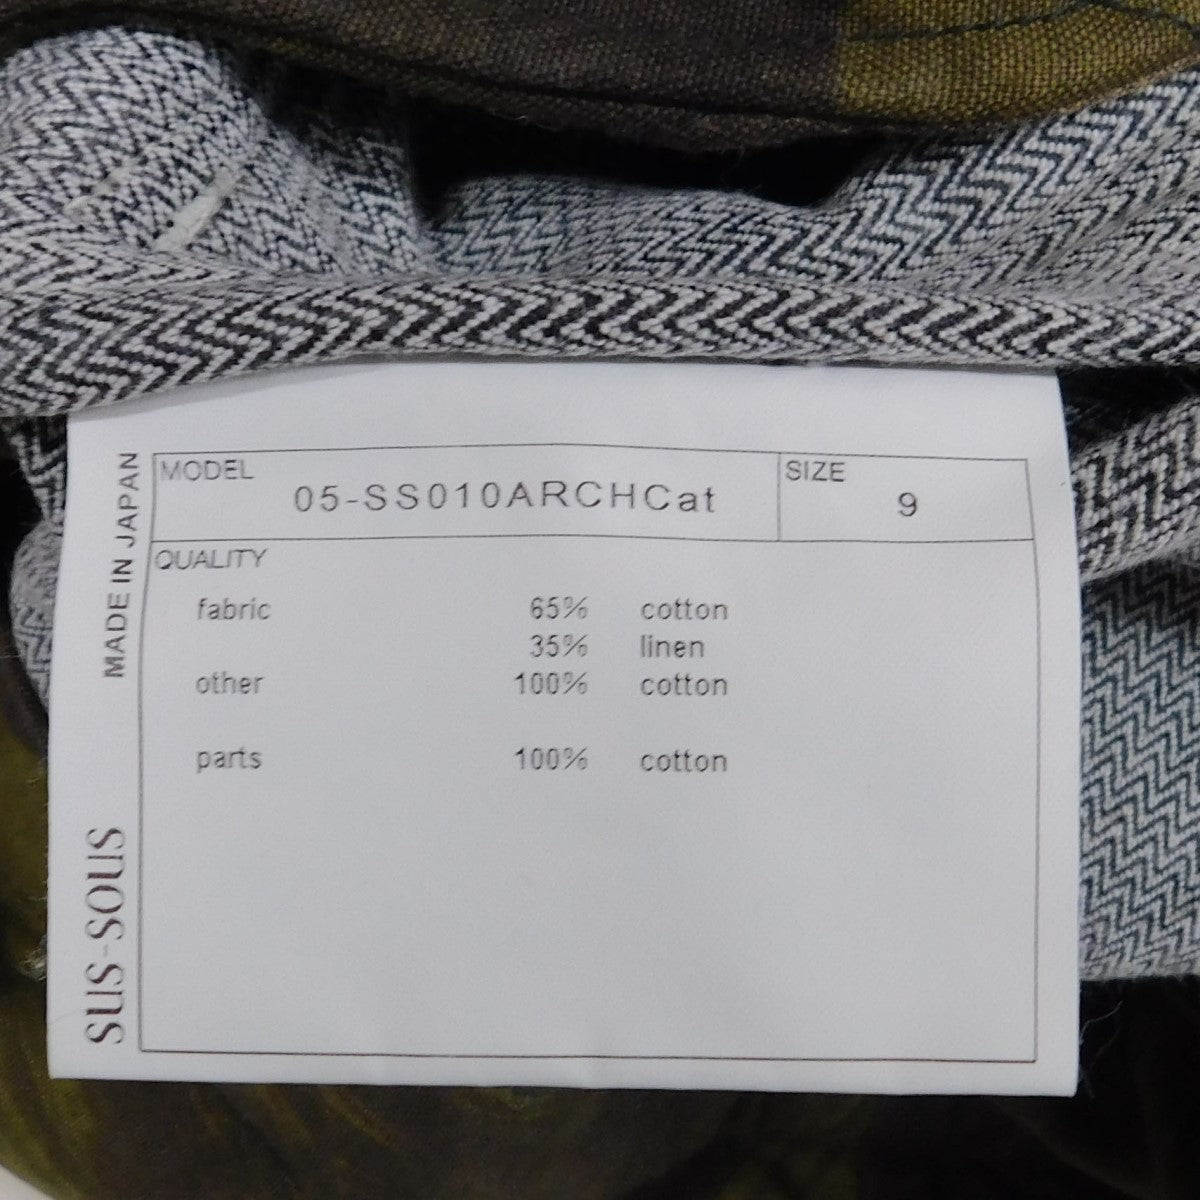 MODEL
05-SS010ARCHCat
SIZE
9
QUALITY
fabric 65% cotton
35% linen
other 100% cotton
parts 100% cotton
MADE IN JAPAN
SUS-SOUS